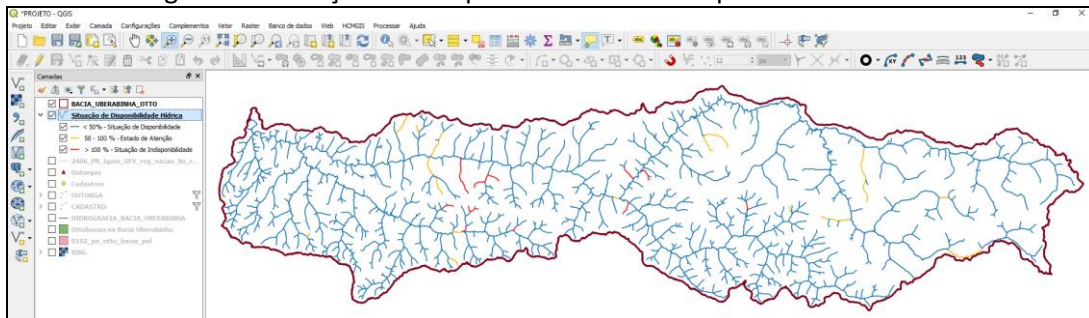 *PROJETO - QGIS
Projeto Editar Exibir Camada Configurações Complementos Vetor Raster Banco de dados Web HCMGIS Processar Ajuda
Camadas
BACIA_UBERABINHA_OTTO
Situação de Disponibilidade Hídrica
< 50% - Situação de Disponibilidade
50 - 100 % - Estado de Atenção
> 100 % - Situação de Indisponibilidade
Outorgas
Cadastros
OUTORGA
CADASTRO
HIDROGRAFIA_BACIA_UBERABINHA
Ottobacias na Bacia Uberabinha
BING